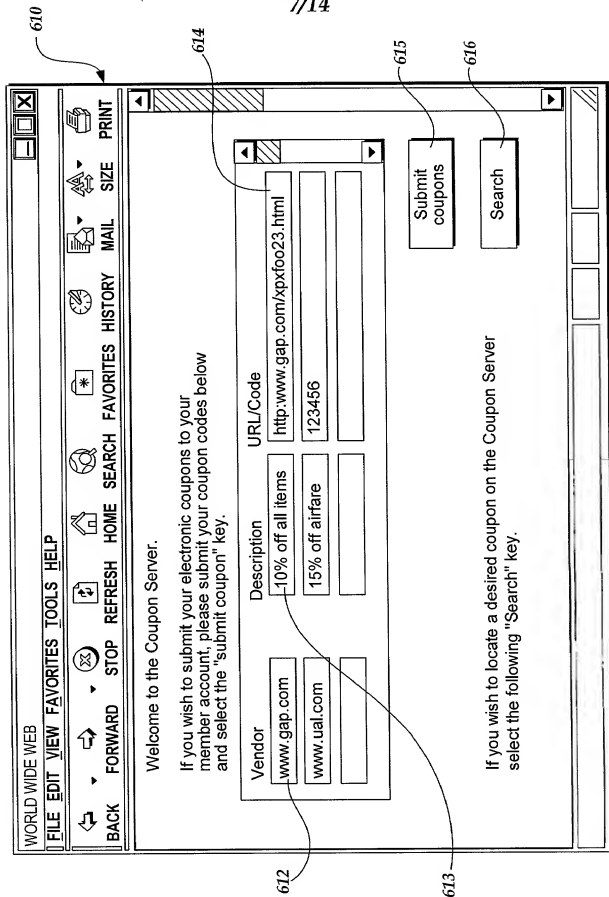 7/14
610
WORLD WIDE WEB
FILE EDIT VIEW FAVORITES TOOLS HELP
BACK FORWARD STOP REFRESH HOME SEARCH FAVORITES HISTORY MAIL SIZE PRINT
Welcome to the Coupon Server.
If you wish to submit your electronic coupons to your
member account, please submit your coupon codes below
and select the "submit coupon" key.
614
Vendor Description URL/Code
www.gap.com 10% off all items http:www.gap.com/xpxfoo23.html
www.ual.com 15% off airfare 123456
612
613
Submit
coupons
615
If you wish to locate a desired coupon on the Coupon Server
select the following "Search" key.
Search
616